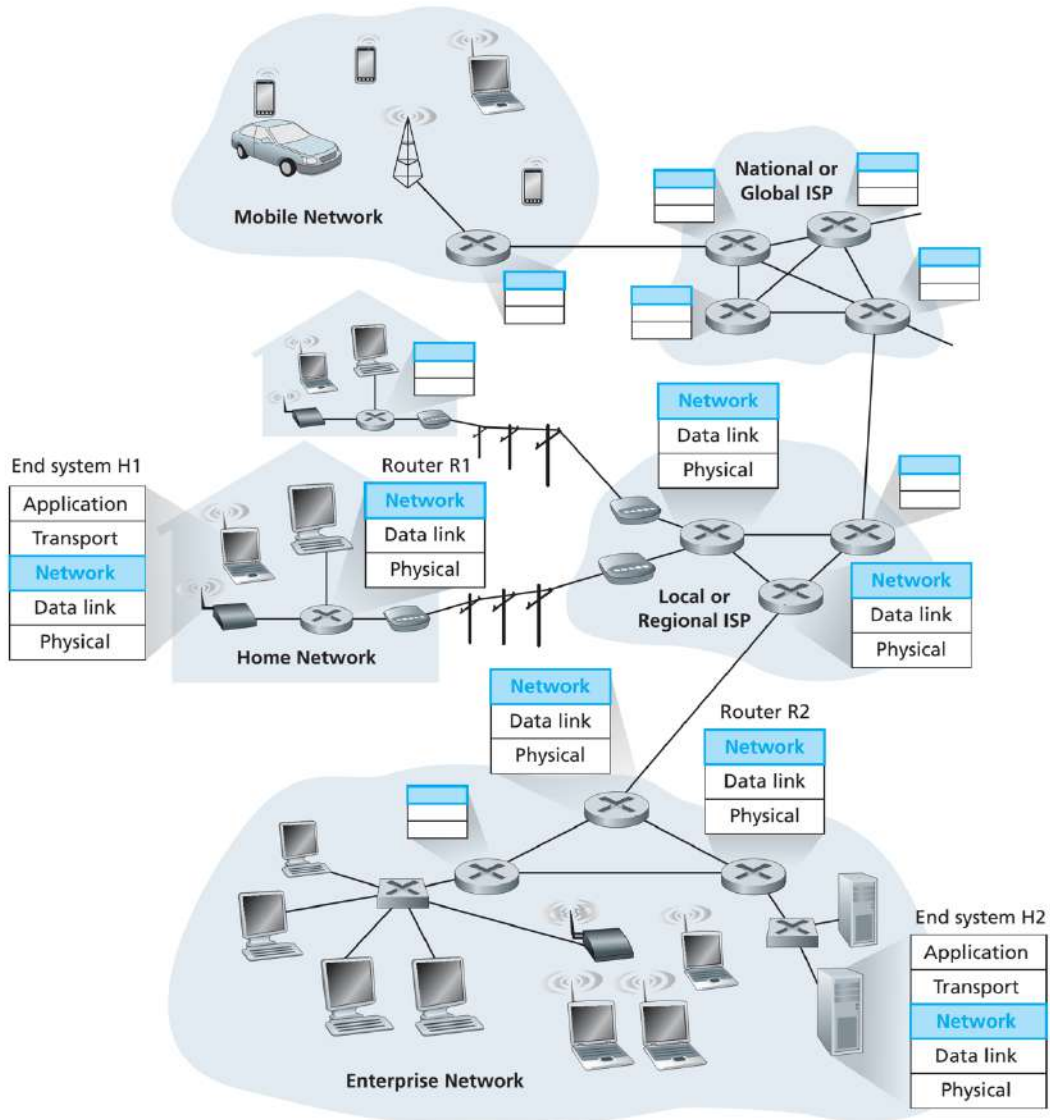 National or
Global ISP
Mobile Network
Network
Data link
Physical
End system H1
Application
Transport
Network
Data link
Physical
Router R1
Network
Data link
Physical
Home Network
Local or
Regional ISP
Network
Data link
Physical
Network
Data link
Physical
Router R2
Network
Data link
Physical
End system H2
Application
Transport
Network
Data link
Physical
Enterprise Network